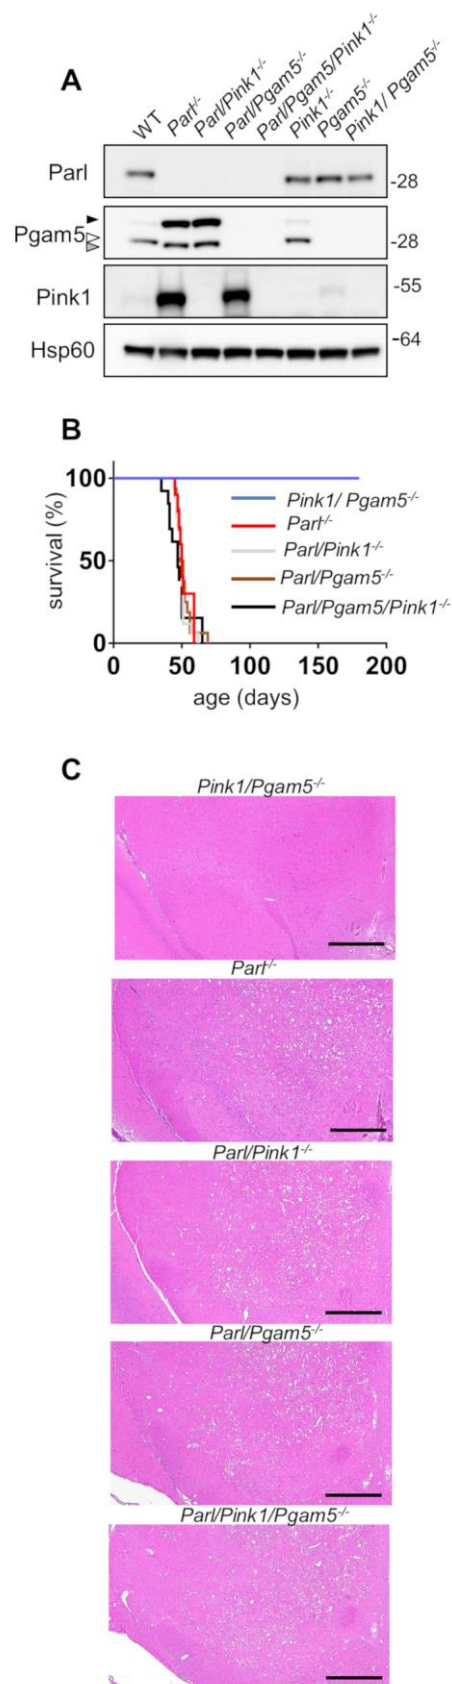 A
WT
Parl-/-
Parl/Pink1-/-
Parl/Pgam5-/-
Parl/Pgam5/Pink1-/-
Pink1-/-
Pgam5-/-
Pink1/ Pgam5-/-
Parl
-28
Pgam5
-28
Pink1
-55
Hsp60
-64
B
survival (%)
100
50
0
0 50 100 150 200
age (days)
Pink1/ Pgam5-/-
Parl-/-
Parl/Pink1-/-
Parl/Pgam5-/-
Parl/Pgam5/Pink1-/-
C
Pink1/Pgam5-/-
Parl-/-
Parl/Pink1-/-
Parl/Pgam5-/-
Parl/Pink1/Pgam5-/-